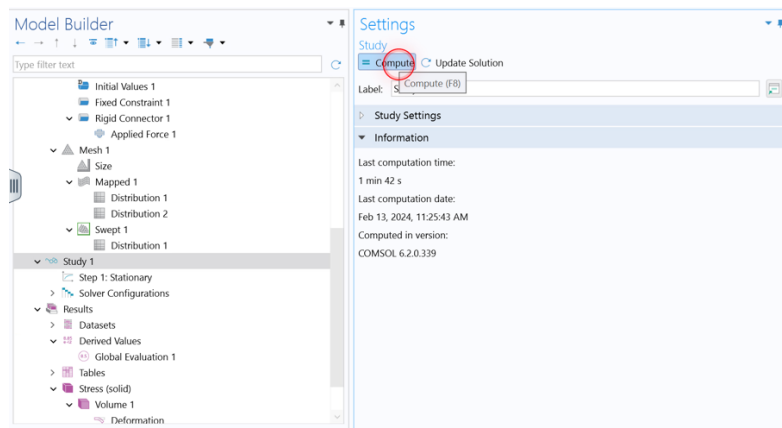 Model Builder
Type filter text
Initial Values 1
Fixed Constraint 1
Rigid Connector 1
Applied Force 1
Mesh 1
Size
Mapped 1
Distribution 1
Distribution 2
Swept 1
Distribution 1
Study 1
Step 1: Stationary
Solver Configurations
Results
Datasets
Derived Values
Global Evaluation 1
Tables
Stress (solid)
Volume 1
Deformation
Settings
Study
= Compute Update Solution
Compute (F8)
Label: S
Study Settings
Information
Last computation time:
1 min 42 s
Last computation date:
Feb 13, 2024, 11:25:43 AM
Computed in version:
COMSOL 6.2.0.339